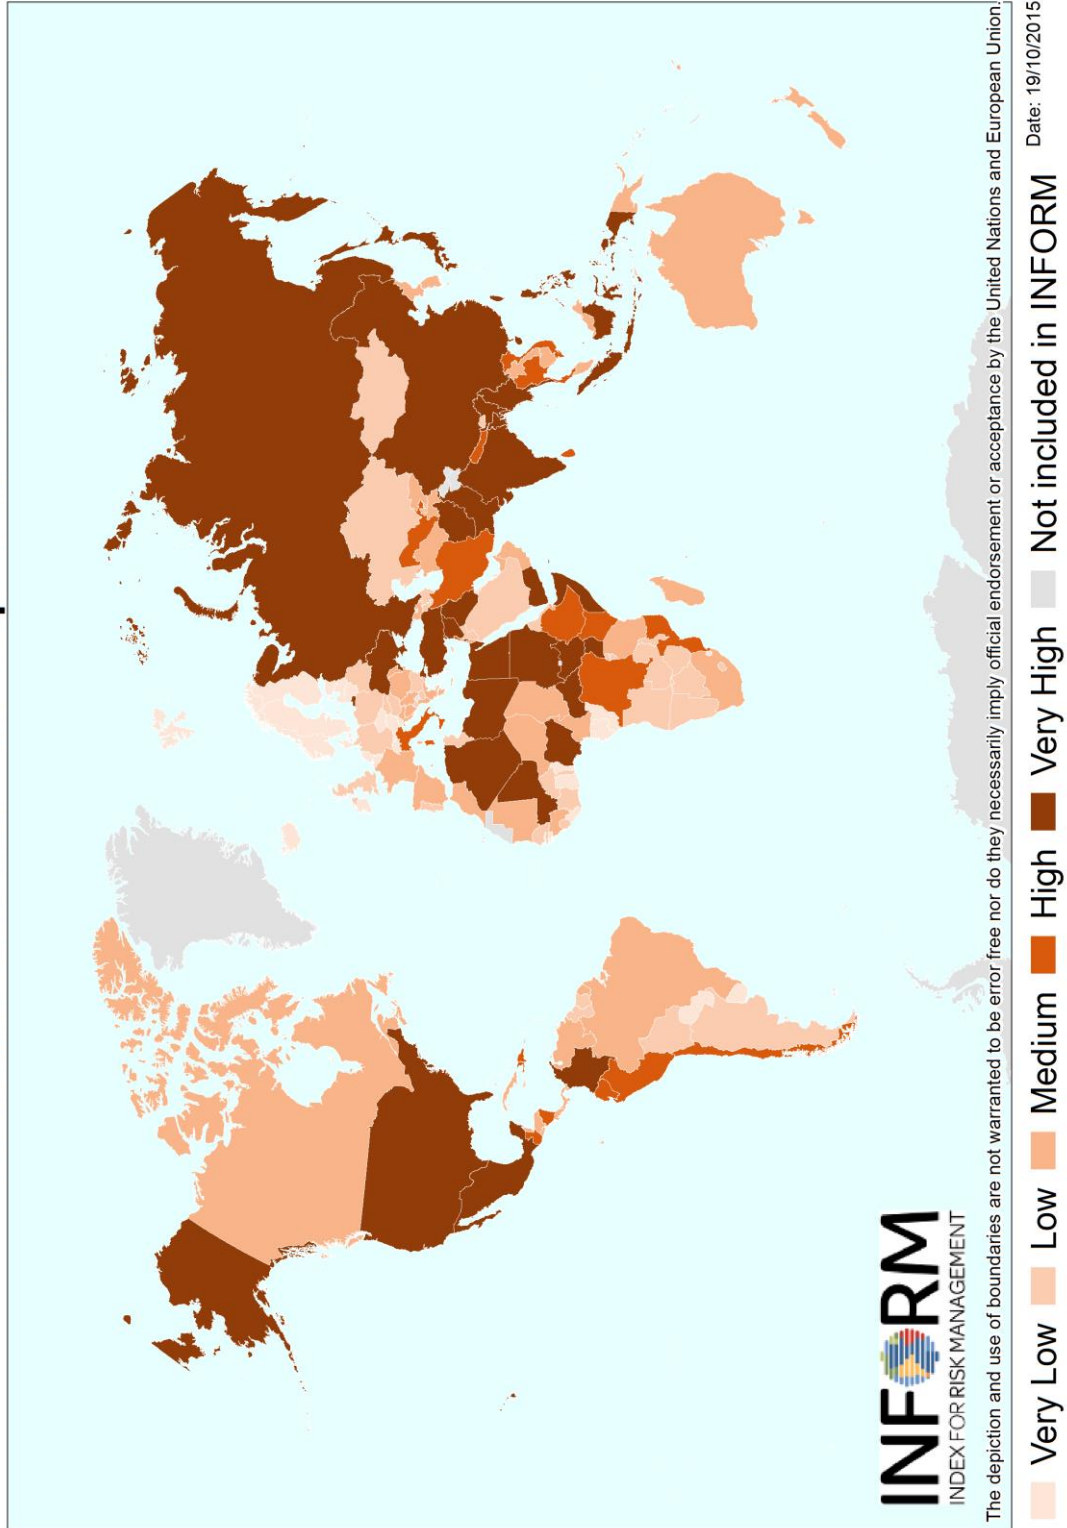 INFORM
INDEX FOR RISK MANAGEMENT
The depiction and use of boundaries are not warranted to be error free nor do they necessarily imply official endorsement or acceptance by the United Nations and European Union.
Very Low Low Medium High Very High Not included in INFORM Date: 19/10/2015